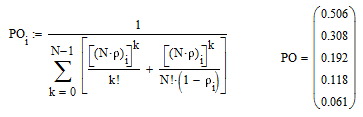 PO_i := 1 / ∑_{k = 0}^{N−1} [ [(N·ρ)_i]^k / k! + [(N·ρ)_i]^k / (N!·(1 − ρ_i)) ]
PO = ( 0.506
0.308
0.192
0.118
0.061 )